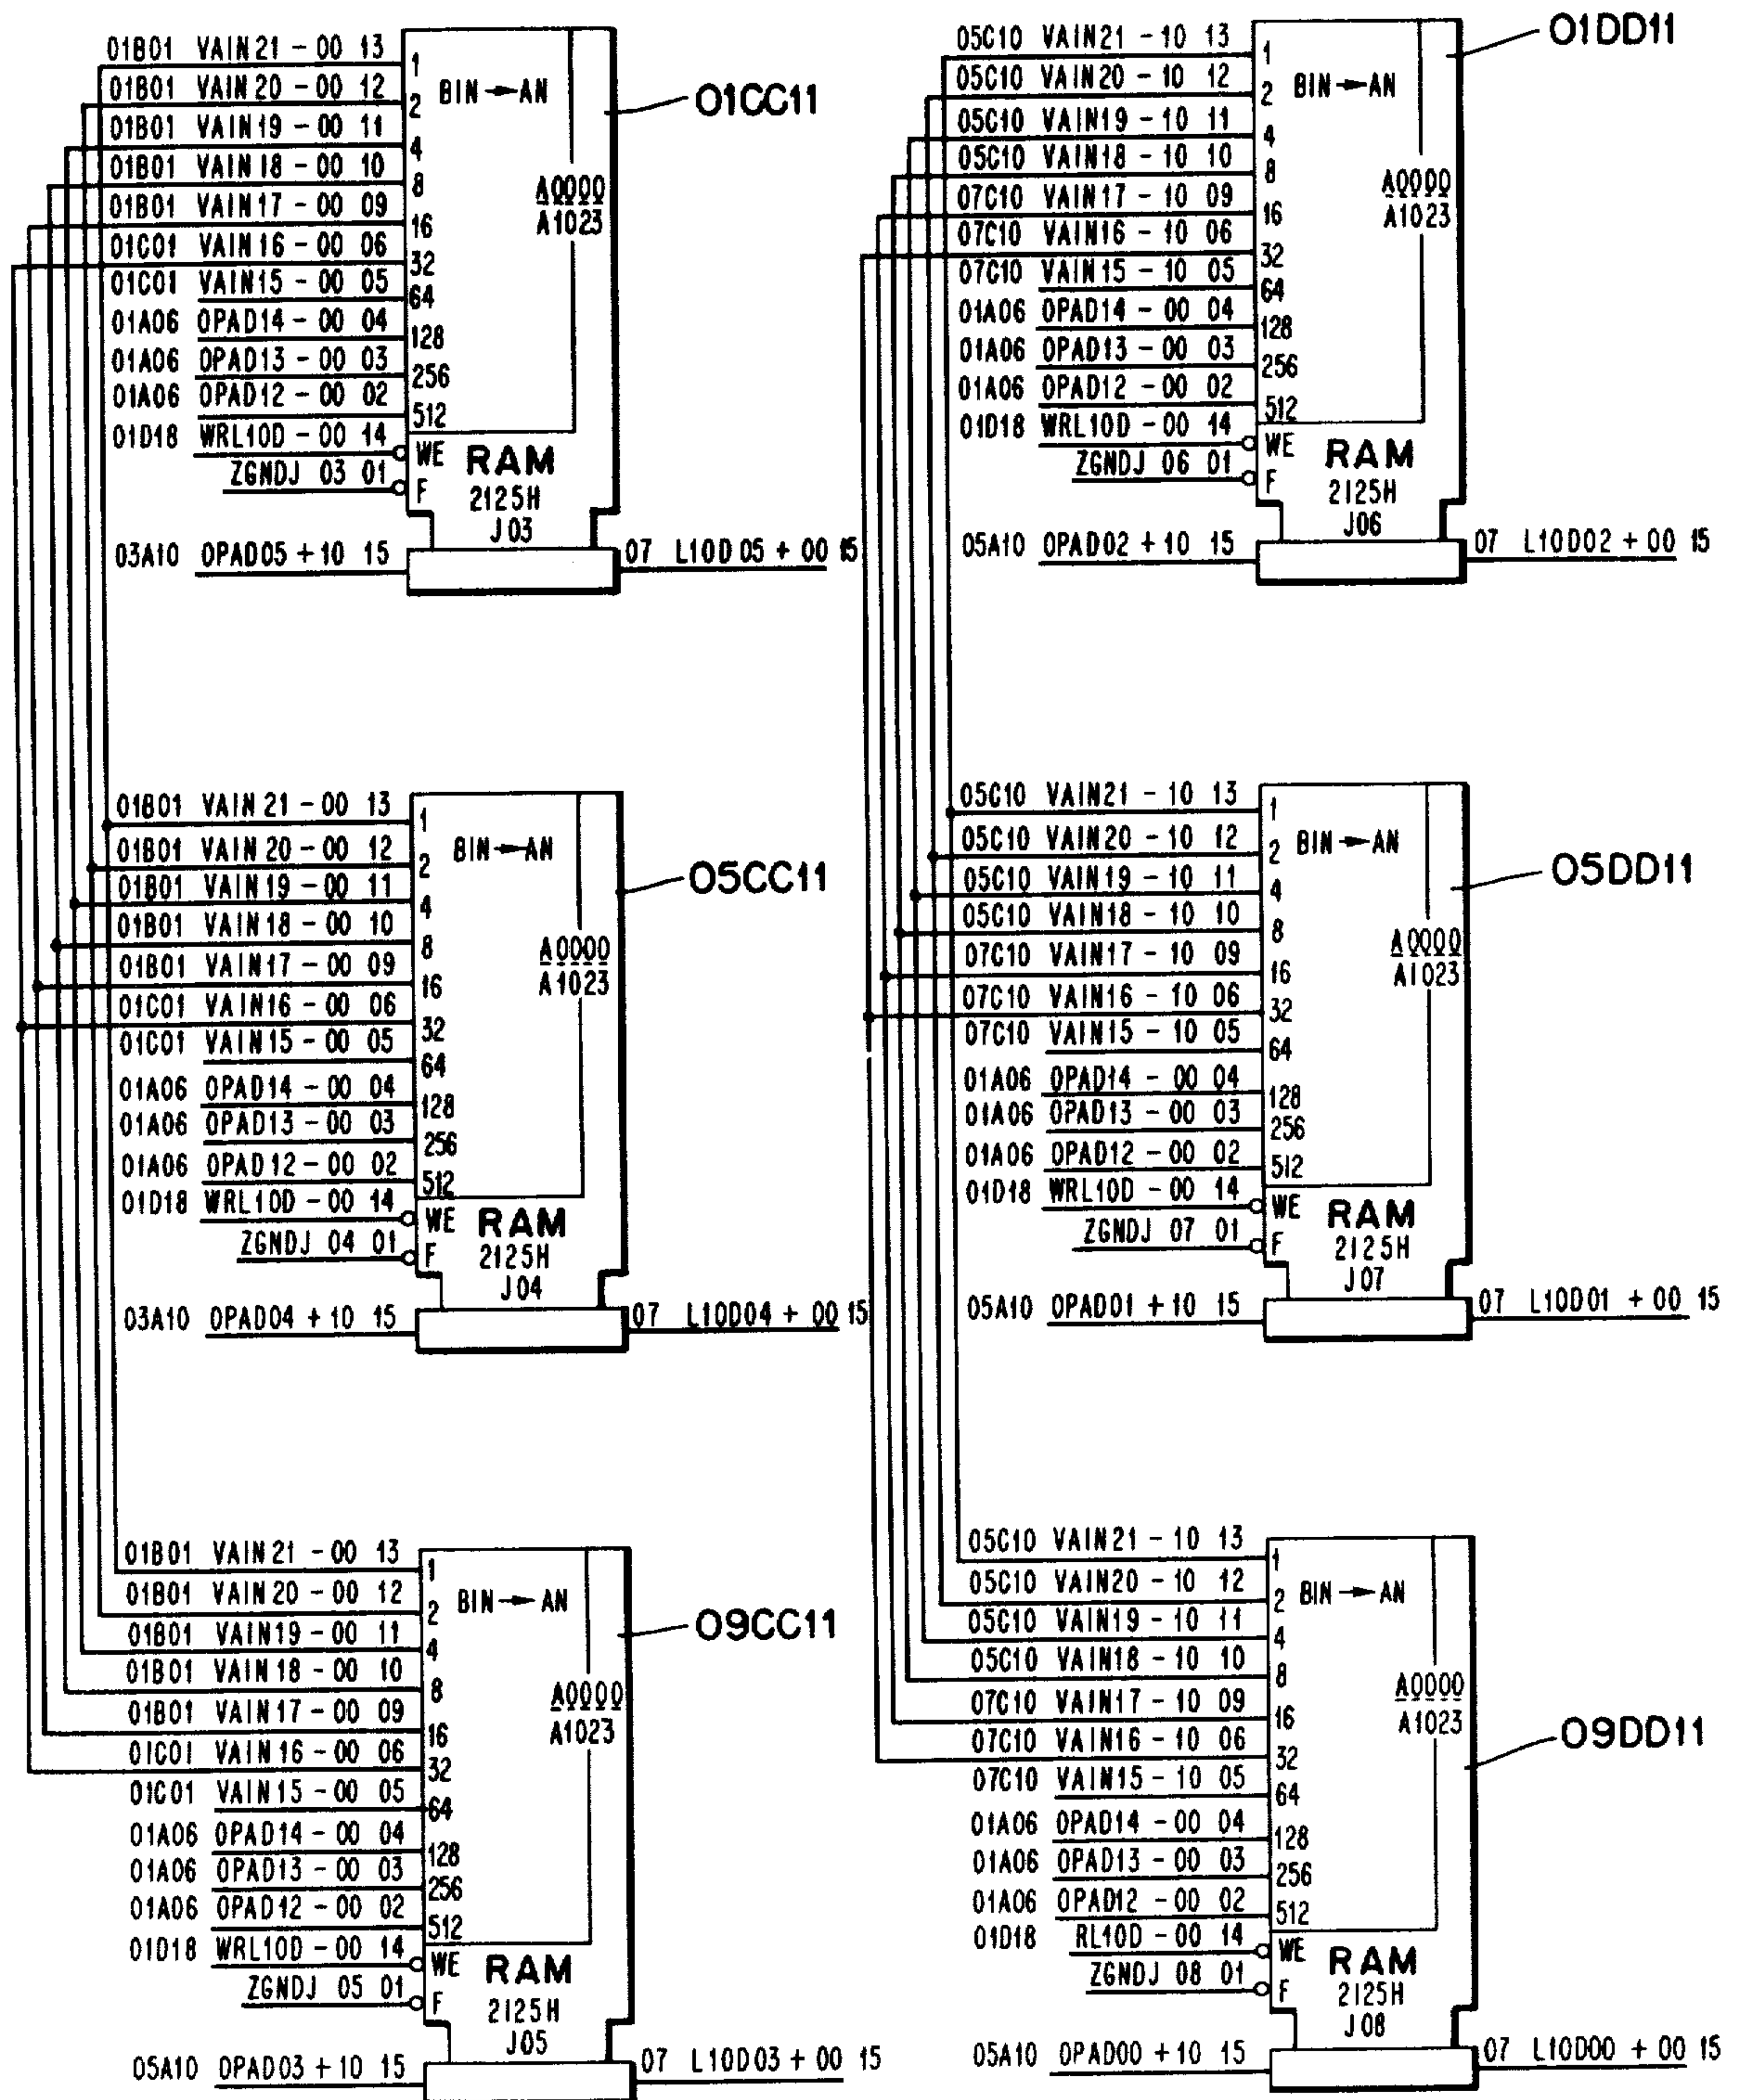 01B01 VAIN21-00 13
1
01B01 VAIN20-00 12
2
BIN→AN
01CC11
01B01 VAIN19-00 11
4
01B01 VAIN18-00 10
8
A0000
A1023
01B01 VAIN17-00 09
16
01C01 VAIN16-00 06
32
01C01 VAIN15-00 05
64
01A06 OPAD14-00 04
128
01A06 OPAD13-00 03
256
01A06 OPAD12-00 02
512
01D18 WRL10D-00 14
WE
RAM
ZGNDJ 03 01
F
2125H
J03
03A10 OPAD05+10 15
07 L10D05+00 15
05C10 VAIN21-10 13
1
01DD11
05C10 VAIN20-10 12
2
BIN→AN
05C10 VAIN19-10 11
4
05C10 VAIN18-10 10
8
A0000
A1023
07C10 VAIN17-10 09
16
07C10 VAIN16-10 06
32
07C10 VAIN15-10 05
64
01A06 OPAD14-00 04
128
01A06 OPAD13-00 03
256
01A06 OPAD12-00 02
512
01D18 WRL10D-00 14
WE
RAM
ZGNDJ 06 01
F
2125H
J06
05A10 OPAD02+10 15
07 L10D02+00 15
01B01 VAIN21-00 13
1
01B01 VAIN20-00 12
2
BIN→AN
05CC11
01B01 VAIN19-00 11
4
01B01 VAIN18-00 10
8
A0000
A1023
01B01 VAIN17-00 09
16
01C01 VAIN16-00 06
32
01C01 VAIN15-00 05
64
01A06 OPAD14-00 04
128
01A06 OPAD13-00 03
256
01A06 OPAD12-00 02
512
01D18 WRL10D-00 14
WE
RAM
ZGNDJ 04 01
F
2125H
J04
03A10 OPAD04+10 15
07 L10D04+00 15
05C10 VAIN21-10 13
1
05C10 VAIN20-10 12
2
BIN→AN
05DD11
05C10 VAIN19-10 11
4
05C10 VAIN18-10 10
8
A0000
A1023
07C10 VAIN17-10 09
16
07C10 VAIN16-10 06
32
07C10 VAIN15-10 05
64
01A06 OPAD14-00 04
128
01A06 OPAD13-00 03
256
01A06 OPAD12-00 02
512
01D18 WRL10D-00 14
WE
RAM
ZGNDJ 07 01
F
2125H
J07
05A10 OPAD01+10 15
07 L10D01+00 15
01B01 VAIN21-00 13
1
01B01 VAIN20-00 12
2
BIN→AN
09CC11
01B01 VAIN19-00 11
4
01B01 VAIN18-00 10
8
A0000
A1023
01B01 VAIN17-00 09
16
01C01 VAIN16-00 06
32
01C01 VAIN15-00 05
64
01A06 OPAD14-00 04
128
01A06 OPAD13-00 03
256
01A06 OPAD12-00 02
512
01D18 WRL10D-00 14
WE
RAM
ZGNDJ 05 01
F
2125H
J05
05A10 OPAD03+10 15
07 L10D03+00 15
05C10 VAIN21-10 13
1
05C10 VAIN20-10 12
2
BIN→AN
05C10 VAIN19-10 11
4
05C10 VAIN18-10 10
8
A0000
A1023
09DD11
07C10 VAIN17-10 09
16
07C10 VAIN16-10 06
32
07C10 VAIN15-10 05
64
01A06 OPAD14-00 04
128
01A06 OPAD13-00 03
256
01A06 OPAD12-00 02
512
01D18 RL10D-00 14
WE
RAM
ZGNDJ 08 01
F
2125H
J08
05A10 OPAD00+10 15
07 L10D00+00 15